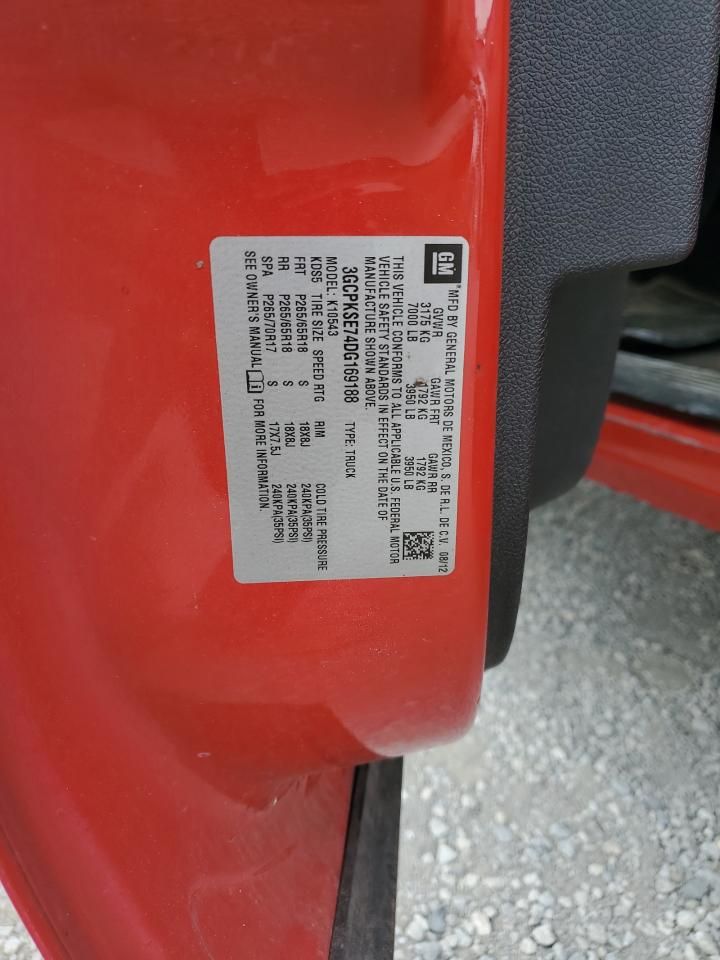 GM
MFD BY GENERAL MOTORS DE MEXICO, S. DE R.L. DE C.V. 08/12
GVWR GAWR FRT GAWR RR
3175 KG 1792 KG 1792 KG
7000 LB 3950 LB 3950 LB
THIS VEHICLE CONFORMS TO ALL APPLICABLE U.S. FEDERAL MOTOR
VEHICLE SAFETY STANDARDS IN EFFECT ON THE DATE OF
MANUFACTURE SHOWN ABOVE.
3GCPKSE74DG169188 TYPE: TRUCK
MODEL: K10543
KDS5 TIRE SIZE SPEED RTG RIM COLD TIRE PRESSURE
FRT P265/65R18 S 18X8J 240KPA(35PSI)
RR P265/65R18 S 18X8J 240KPA(35PSI)
SPA P265/70R17 S 17X7.5J 240KPA(35PSI)
SEE OWNER'S MANUAL FOR MORE INFORMATION.